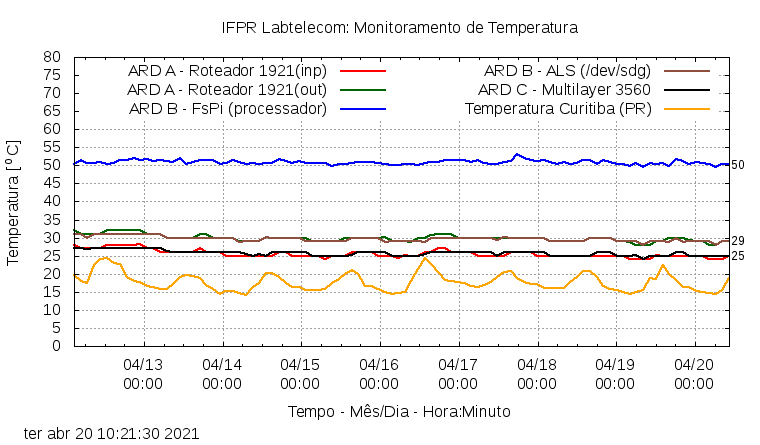 IFPR Labtelecom: Monitoramento de Temperatura
ARD A - Roteador 1921(inp)
ARD A - Roteador 1921(out)
ARD B - FsPi (processador)
ARD B - ALS (/dev/sdg)
ARD C - Multilayer 3560
Temperatura Curitiba (PR)
Temperatura [ºC]
80
75
70
65
60
55
50
45
40
35
30
25
20
15
10
5
0
50
29
25
04/13 04/14 04/15 04/16 04/17 04/18 04/19 04/20
00:00 00:00 00:00 00:00 00:00 00:00 00:00 00:00
Tempo - Mês/Dia - Hora:Minuto
ter abr 20 10:21:30 2021